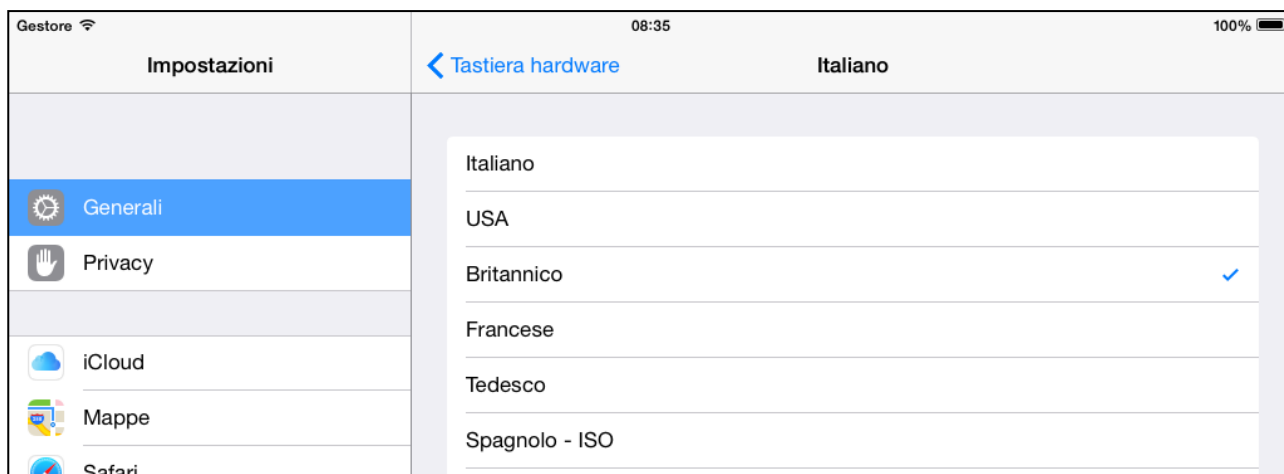 Gestore 08:35 100%
Impostazioni
Tastiera hardware Italiano
Generali
Privacy
iCloud
Mappe
Safari
Italiano
USA
Britannico
Francese
Tedesco
Spagnolo - ISO